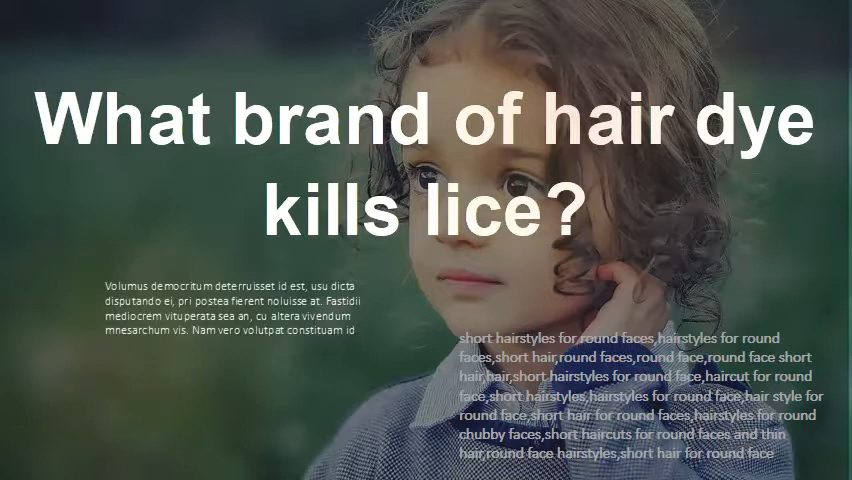 What brand of hair dye
kills lice?
Volumus democritum deterruisset id est, usu dicta
disputando ei, pri postea fierent noluisse at. Fastidii
mediocrem vituperata sea an, cu altera vivendum
mnesarchum vis. Nam vero volutpat constituam id
short hairstyles for round faces,hairstyles for round
faces,short hair,round faces,round face,round face short
hair,hair,short hairstyles for round face,haircut for round
face,short hairstyles,hairstyles for round face,hair style for
round face,short hair for round faces,hairstyles for round
chubby faces,short haircuts for round faces and thin
hair,round face hairstyles,short hair for round face